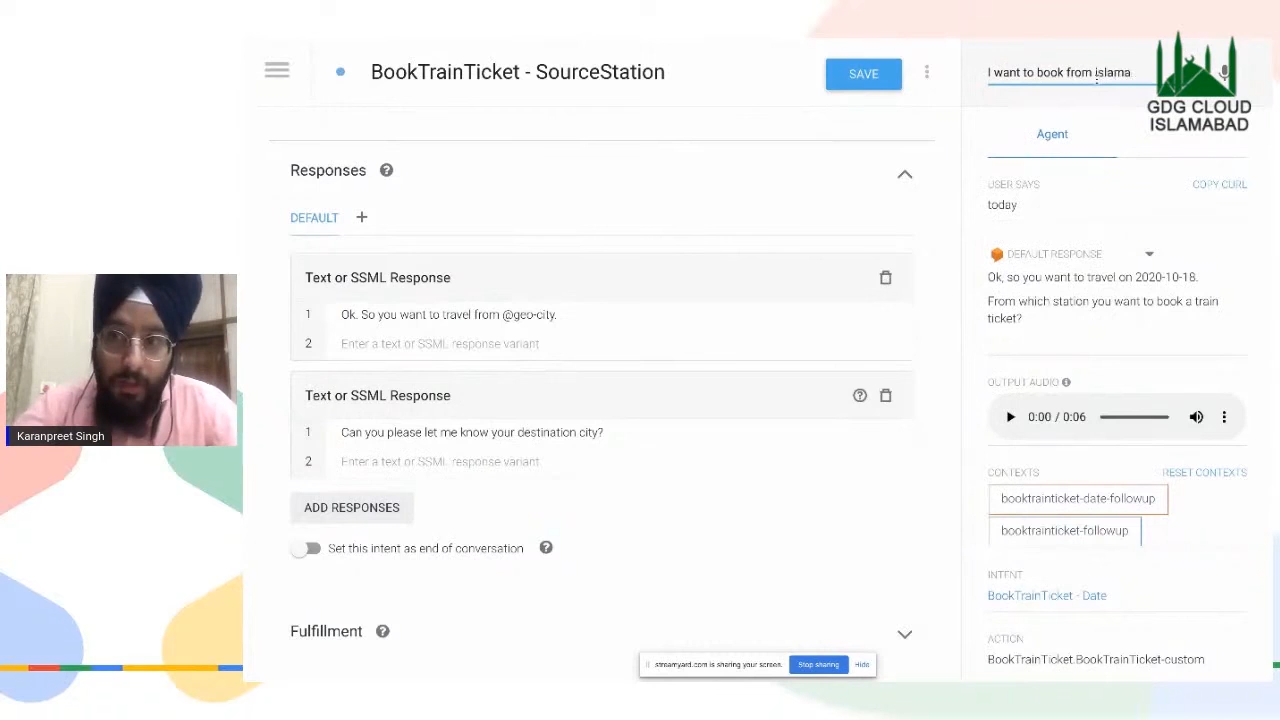 BookTrainTicket - SourceStation
SAVE
I want to book from islama
GDG CLOUD
ISLAMABAD
Responses
DEFAULT +
Text or SSML Response
1 Ok. So you want to travel from @geo-city.
2 Enter a text or SSML response variant
Text or SSML Response
1 Can you please let me know your destination city?
2 Enter a text or SSML response variant
ADD RESPONSES
Set this intent as end of conversation
Fulfillment
Agent
USER SAYS COPY CURL
today
DEFAULT RESPONSE
Ok, so you want to travel on 2020-10-18.
From which station you want to book a train
ticket?
OUTPUT AUDIO
0:00 / 0:06
CONTEXTS RESET CONTEXTS
booktrainticket-date-followup
booktrainticket-followup
INTENT
BookTrainTicket - Date
ACTION
BookTrainTicket.BookTrainTicket-custom
streamyard.com is sharing your screen. Stop sharing Hide
Karanpreet Singh